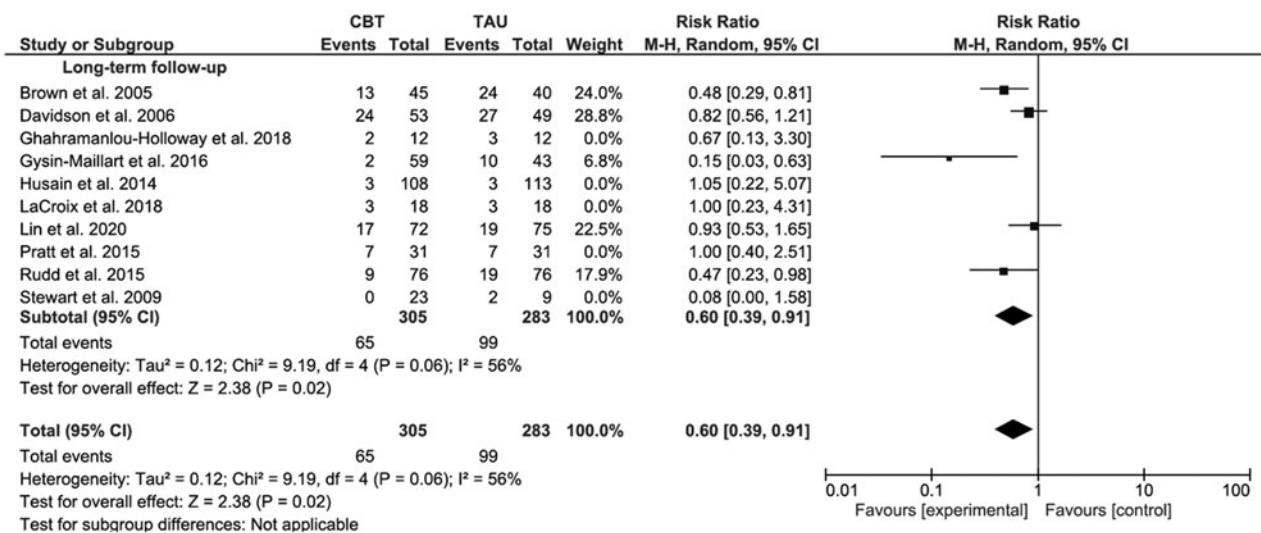 CBT TAU Risk Ratio Risk Ratio
Study or Subgroup Events Total Events Total Weight M-H, Random, 95% CI M-H, Random, 95% CI
Long-term follow-up
Brown et al. 2005 13 45 24 40 24.0% 0.48 [0.29, 0.81]
Davidson et al. 2006 24 53 27 49 28.8% 0.82 [0.56, 1.21]
Ghahramanlou-Holloway et al. 2018 2 12 3 12 0.0% 0.67 [0.13, 3.30]
Gysin-Maillart et al. 2016 2 59 10 43 6.8% 0.15 [0.03, 0.63]
Husain et al. 2014 3 108 3 113 0.0% 1.05 [0.22, 5.07]
LaCroix et al. 2018 3 18 3 18 0.0% 1.00 [0.23, 4.31]
Lin et al. 2020 17 72 19 75 22.5% 0.93 [0.53, 1.65]
Pratt et al. 2015 7 31 7 31 0.0% 1.00 [0.40, 2.51]
Rudd et al. 2015 9 76 19 76 17.9% 0.47 [0.23, 0.98]
Stewart et al. 2009 0 23 2 9 0.0% 0.08 [0.00, 1.58]
Subtotal (95% CI) 305 283 100.0% 0.60 [0.39, 0.91]
Total events 65 99
Heterogeneity: Tau² = 0.12; Chi² = 9.19, df = 4 (P = 0.06); I² = 56%
Test for overall effect: Z = 2.38 (P = 0.02)
Total (95% CI) 305 283 100.0% 0.60 [0.39, 0.91]
Total events 65 99
Heterogeneity: Tau² = 0.12; Chi² = 9.19, df = 4 (P = 0.06); I² = 56%
Test for overall effect: Z = 2.38 (P = 0.02)
Test for subgroup differences: Not applicable
0.01 0.1 1 10 100
Favours [experimental] Favours [control]